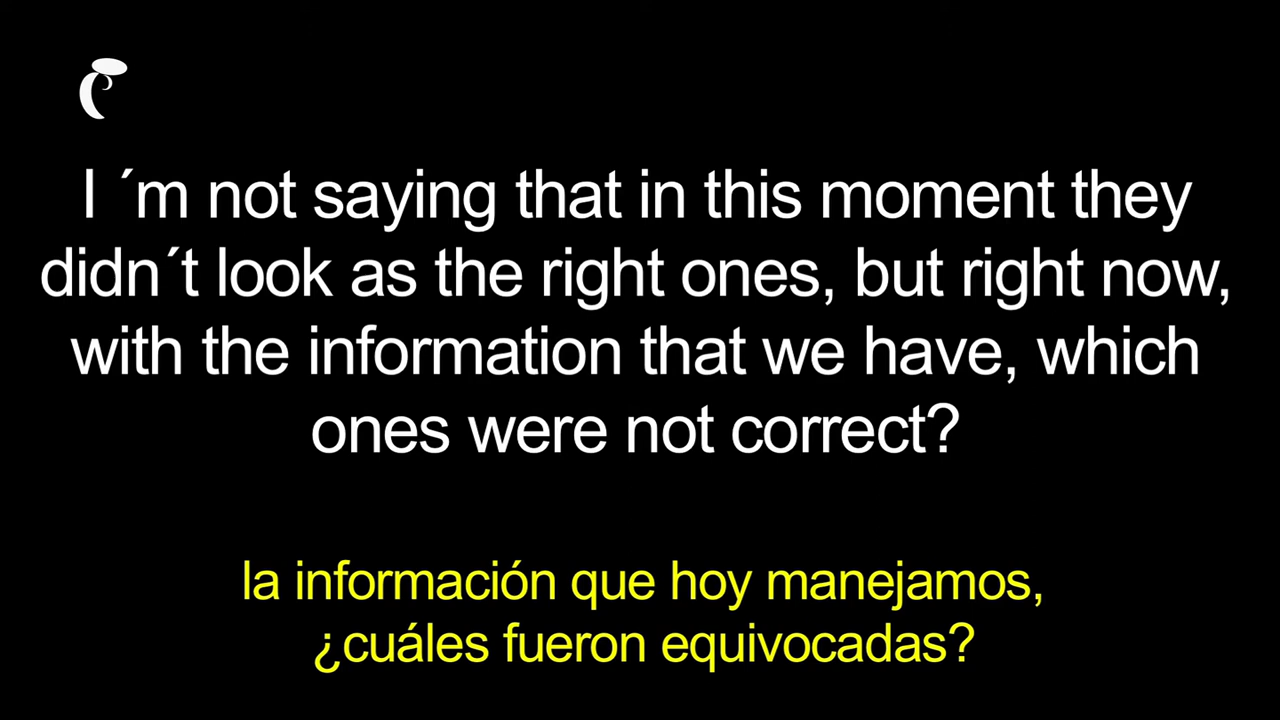 I ´m not saying that in this moment they
didn´t look as the right ones, but right now,
with the information that we have, which
ones were not correct?
la información que hoy manejamos,
¿cuáles fueron equivocadas?